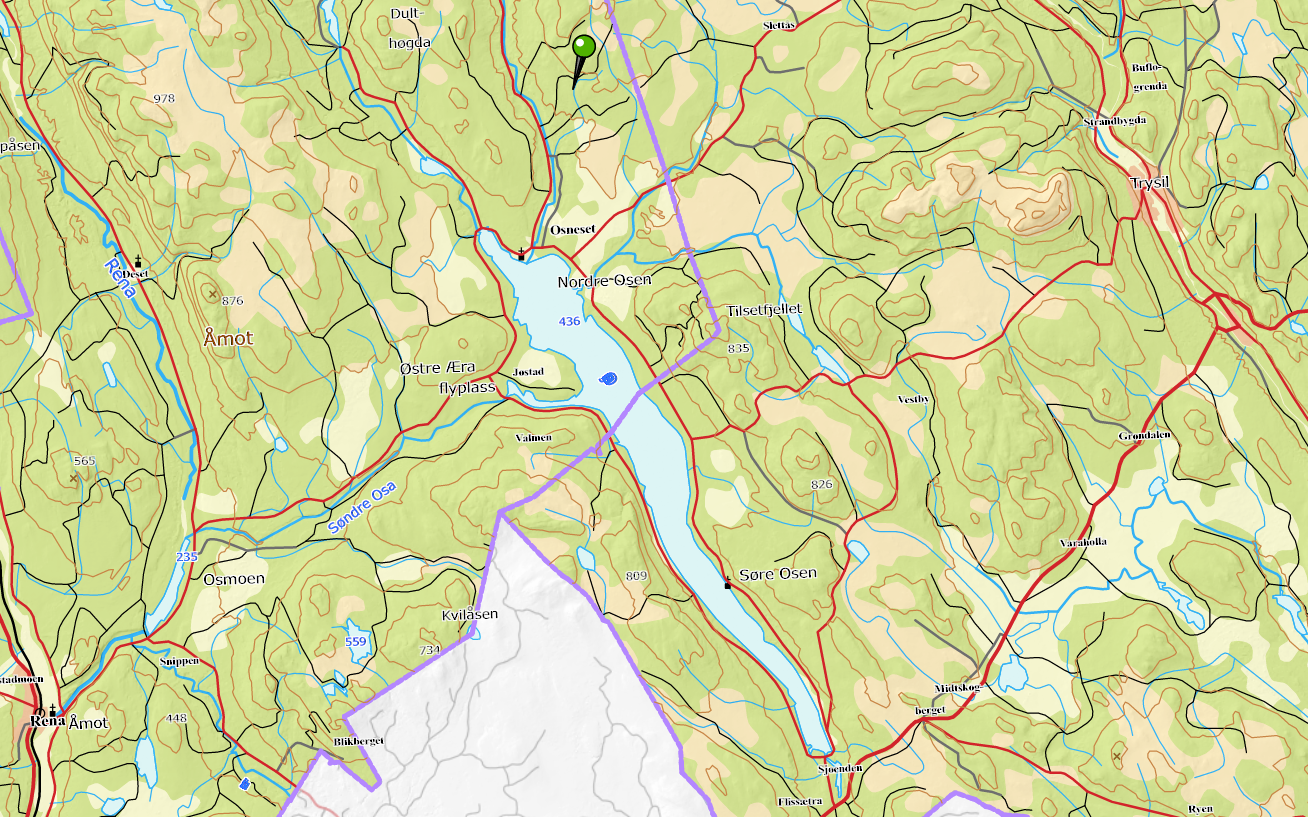 Dult-
høgda
Slettås
Buflo-
grenda
978
Strandbygda
påsen
Trysil
Osneset
Deset
Rena
Nordre Osen
876
Tilsetfjellet
436
Åmot
835
Østre Æra
flyplass
Jøstad
Vestby
Valmen
Grøndalen
565
826
Søndre Osa
Varaholla
235
Osmoen
809
Søre Osen
Kvilåsen
559
734
Snippen
stadmoen
Midtskog-
berget
448
Rena
Åmot
Blikberget
Sjøenden
Elissætra
Ryen